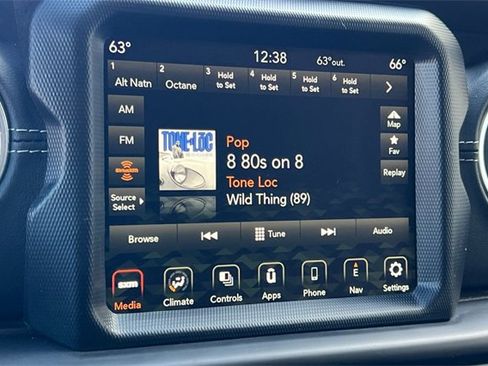 63° 12:38 63°out. 66°
1 2 3 Hold 4 Hold 5 Hold 6 Hold
Alt Natn Octane to Set to Set to Set to Set
AM
FM
Map
Fav
SiriusXM
Replay
Source
Select
TONE-LOC
Pop
8 80s on 8
Tone Loc
Wild Thing (89)
Browse Tune Audio
sxm E
Media Climate Controls Apps Phone Nav Settings